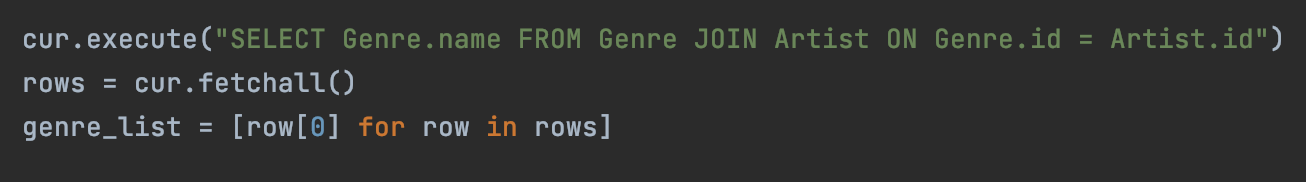 cur.execute("SELECT Genre.name FROM Genre JOIN Artist ON Genre.id = Artist.id")
rows = cur.fetchall()
genre_list = [row[0] for row in rows]